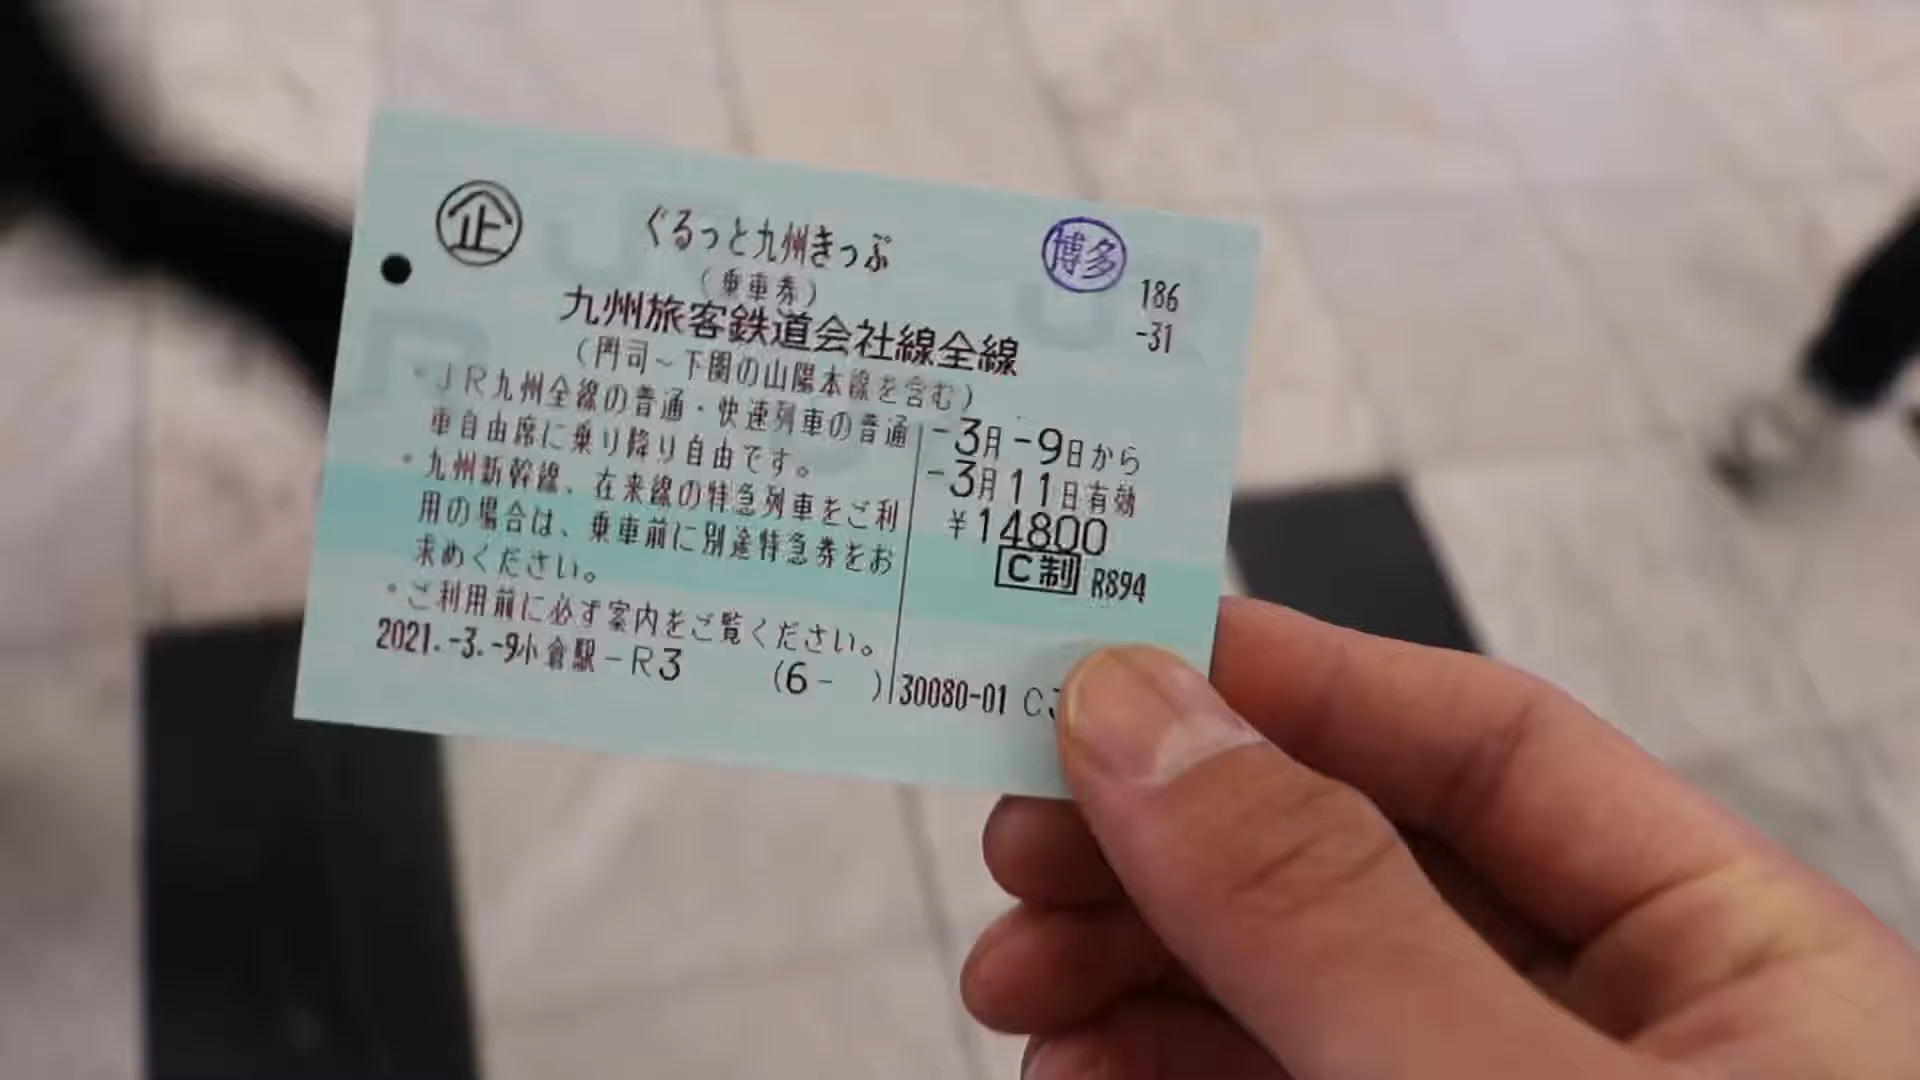 企
ぐるっと九州きっぷ
博多
186
-31
(乗車券)
九州旅客鉄道会社線全線
(門司~下関の山陽本線を含む)
・JR九州全線の普通・快速列車の普通
車自由席に乗り降り自由です。
・九州新幹線、在来線の特急列車をご利
用の場合は、乗車前に別途特急券をお
求めください。
・ご利用前に必ず案内をご覧ください。
-3月-9日から
-3月11日有効
¥14800
C制 R894
2021.-3.-9小倉駅-R3 (6- ) 30080-01